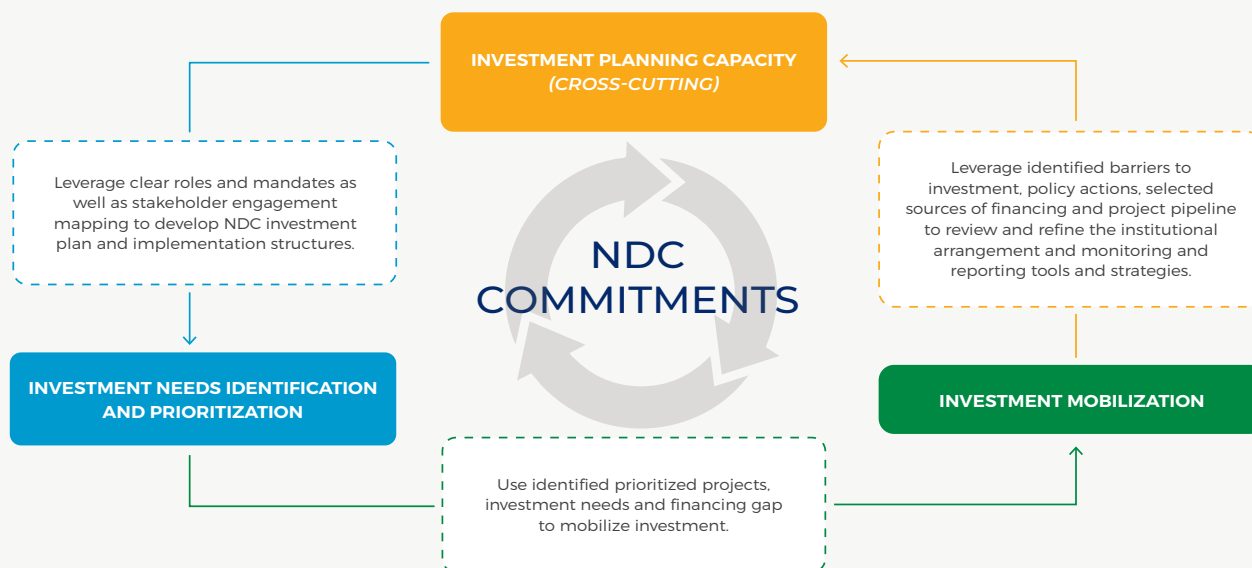 INVESTMENT PLANNING CAPACITY
(CROSS-CUTTING)
Leverage clear roles and mandates as
well as stakeholder engagement
mapping to develop NDC investment
plan and implementation structures.
Leverage identified barriers to
investment, policy actions, selected
sources of financing and project pipeline
to review and refine the institutional
arrangement and monitoring and
reporting tools and strategies.
NDC
COMMITMENTS
INVESTMENT NEEDS IDENTIFICATION
AND PRIORITIZATION
INVESTMENT MOBILIZATION
Use identified prioritized projects,
investment needs and financing gap
to mobilize investment.